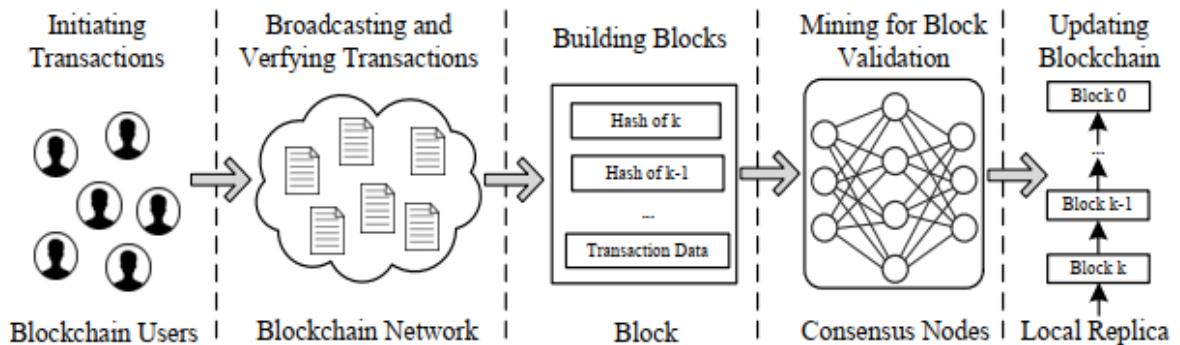 Initiating
Transactions
Broadcasting and
Verfying Transactions
Building Blocks
Mining for Block
Validation
Updating
Blockchain
Hash of k
Hash of k-1
...
Transaction Data
Block 0
...
Block k-1
Block k
Blockchain Users
Blockchain Network
Block
Consensus Nodes
Local Replica